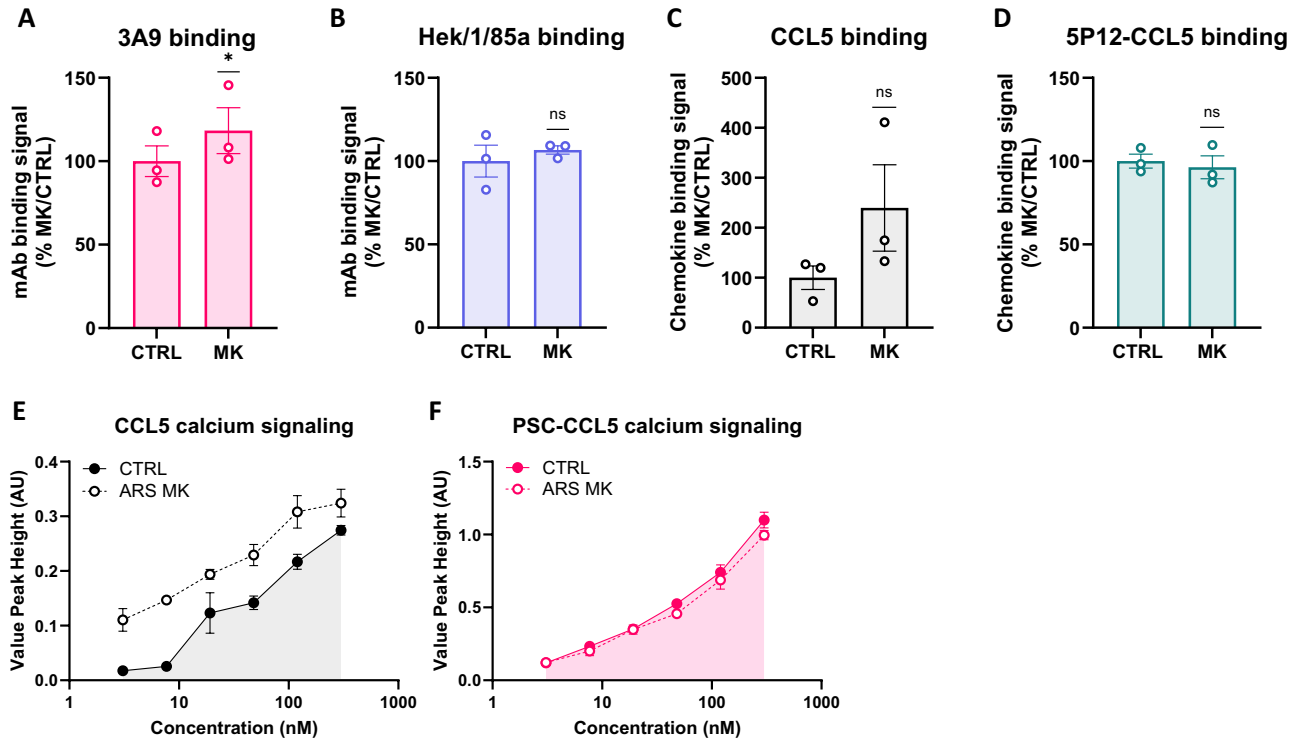 A
3A9 binding
mAb binding signal
(% MK/CTRL)
150
100
50
0
*
CTRL
MK
B
Hek/1/85a binding
mAb binding signal
(% MK/CTRL)
150
100
50
0
ns
CTRL
MK
C
CCL5 binding
Chemokine binding signal
(% MK/CTRL)
500
400
300
200
100
0
ns
CTRL
MK
D
5P12-CCL5 binding
Chemokine binding signal
(% MK/CTRL)
150
100
50
0
ns
CTRL
MK
E
CCL5 calcium signaling
Value Peak Height (AU)
0.4
0.3
0.2
0.1
0.0
CTRL
ARS MK
1
10
100
1000
Concentration (nM)
F
PSC-CCL5 calcium signaling
Value Peak Height (AU)
1.5
1.0
0.5
0.0
CTRL
ARS MK
1
10
100
1000
Concentration (nM)